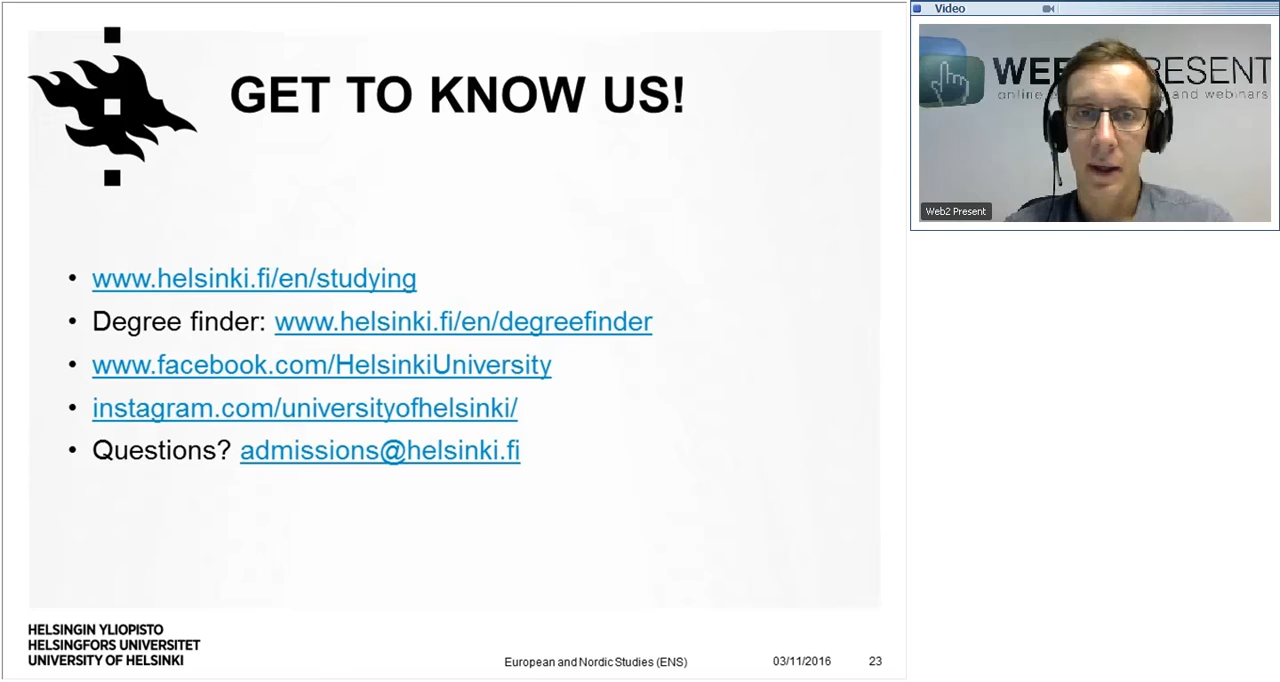 GET TO KNOW US!
• www.helsinki.fi/en/studying
• Degree finder: www.helsinki.fi/en/degreefinder
• www.facebook.com/HelsinkiUniversity
• instagram.com/universityofhelsinki/
• Questions? admissions@helsinki.fi
HELSINGIN YLIOPISTO
HELSINGFORS UNIVERSITET
UNIVERSITY OF HELSINKI
European and Nordic Studies (ENS)
03/11/2016
23
Video
RESENT
online
and webinars
Web2 Present